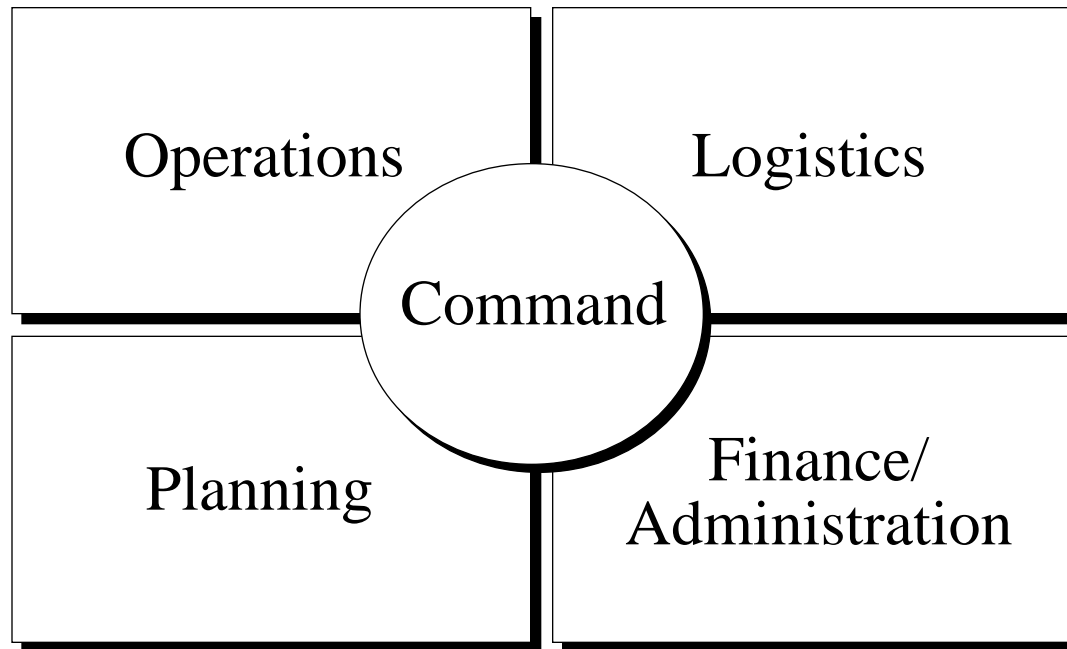 Operations
Logistics
Command
Planning
Finance/
Administration